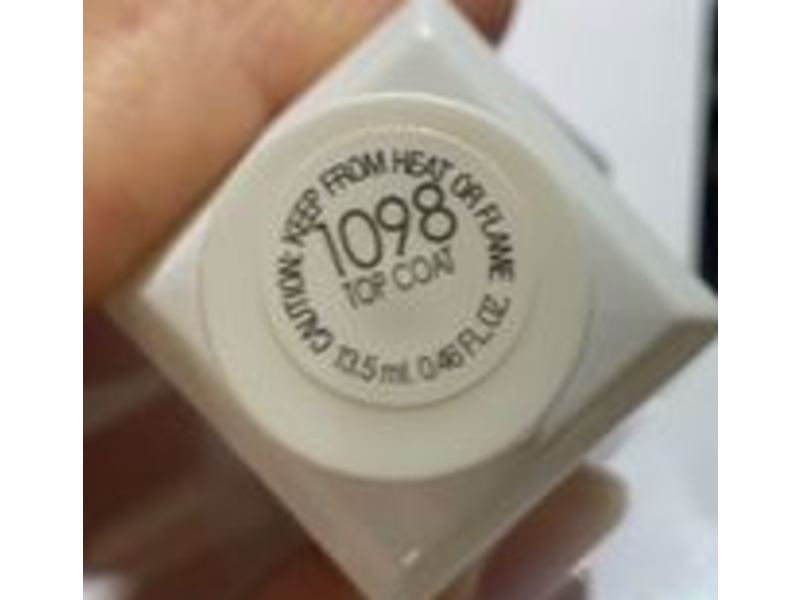 CAUTION: KEEP FROM HEAT OR FLAME
1098
TOP COAT
13.5 ml. 0.46 FL. OZ